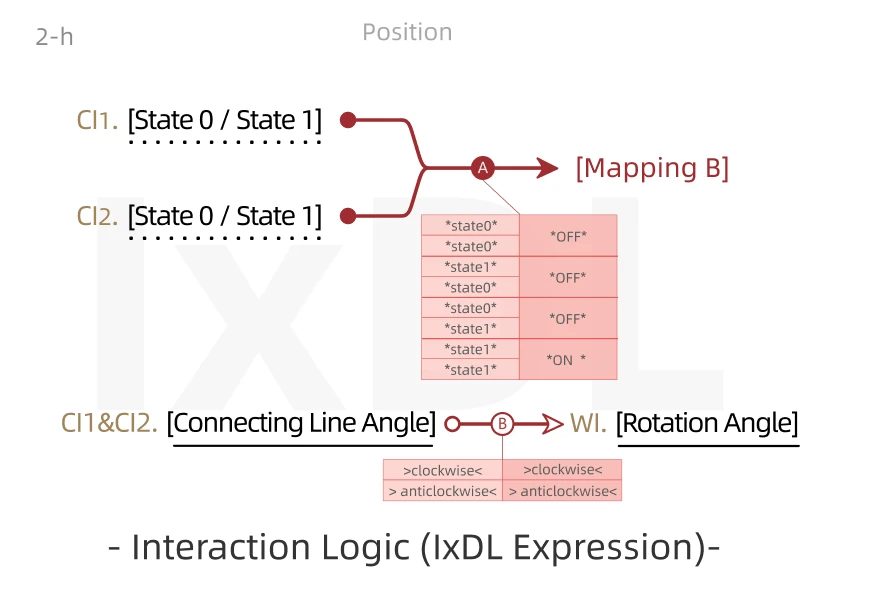 2-h
Position
CI1. [State 0 / State 1]
A
[Mapping B]
CI2. [State 0 / State 1]
*state0*
*state0*
*OFF*
*state1*
*state0*
*OFF*
*state0*
*state1*
*OFF*
*state1*
*state1*
*ON *
IxDL
CI1&CI2. [Connecting Line Angle]
B
WI. [Rotation Angle]
>clockwise< >clockwise<
> anticlockwise< > anticlockwise<
- Interaction Logic (IxDL Expression)-